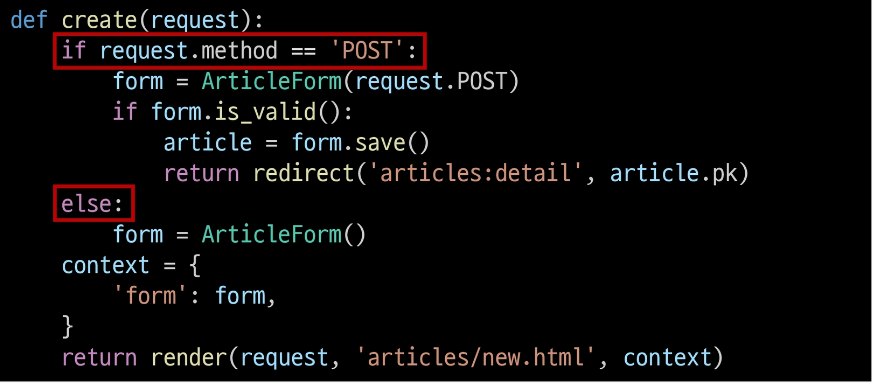 def create(request):
    if request.method == 'POST':
        form = ArticleForm(request.POST)
        if form.is_valid():
            article = form.save()
            return redirect('articles:detail', article.pk)
    else:
        form = ArticleForm()
    context = {
        'form': form,
    }
    return render(request, 'articles/new.html', context)